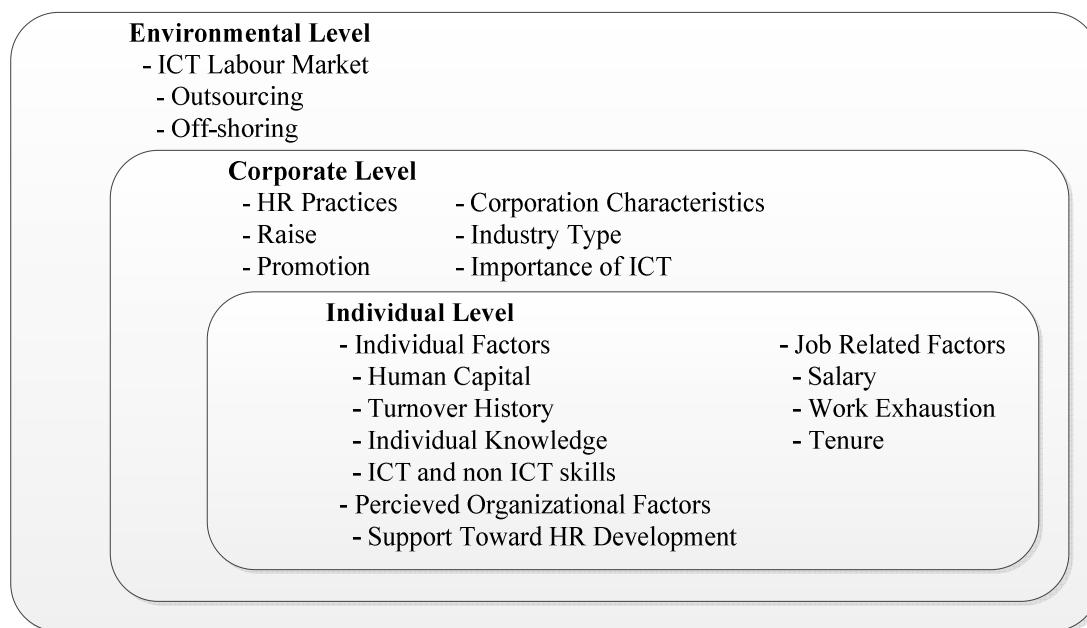 Environmental Level
- ICT Labour Market
- Outsourcing
- Off-shoring
Corporate Level
- HR Practices
- Raise
- Promotion
- Corporation Characteristics
- Industry Type
- Importance of ICT
Individual Level
- Individual Factors
- Human Capital
- Turnover History
- Individual Knowledge
- ICT and non ICT skills
- Percieved Organizational Factors
- Support Toward HR Development
- Job Related Factors
- Salary
- Work Exhaustion
- Tenure